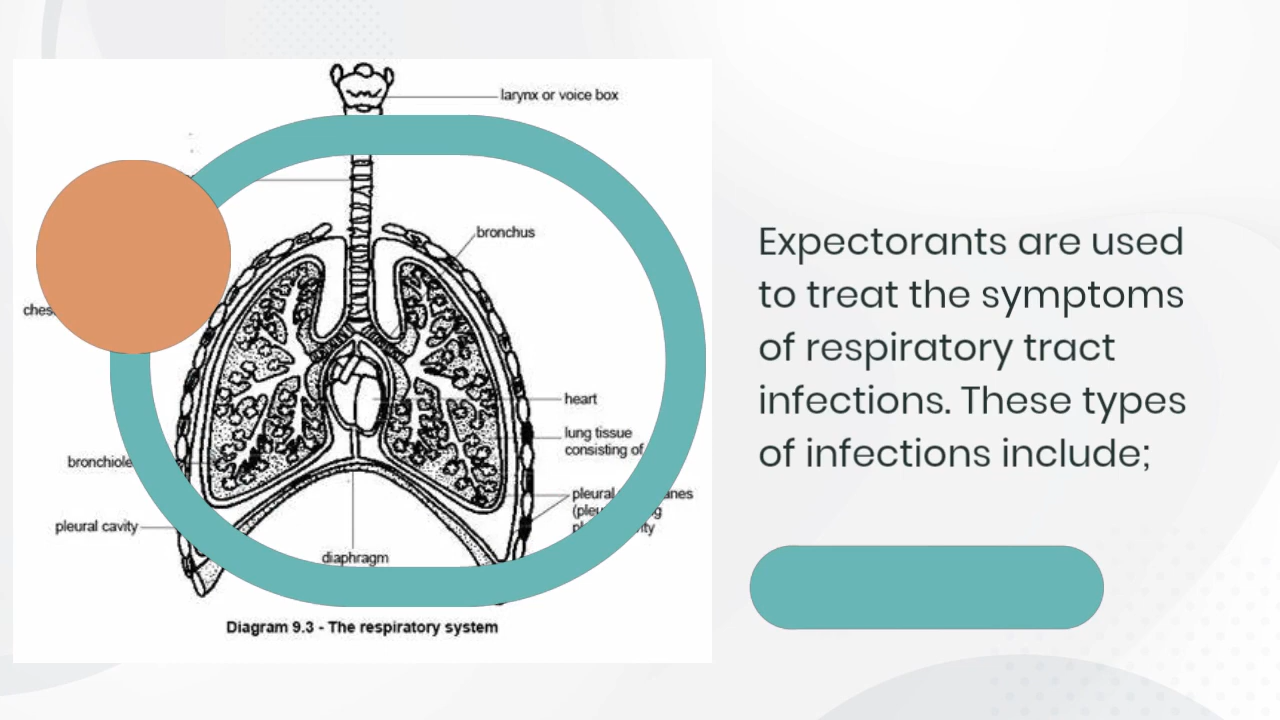 larynx or voice box
bronchus
heart
lung tissue
consisting of
pleural
pleural cavity
diaphragm
Diagram 9.3 - The respiratory system
Expectorants are used
to treat the symptoms
of respiratory tract
infections. These types
of infections include;